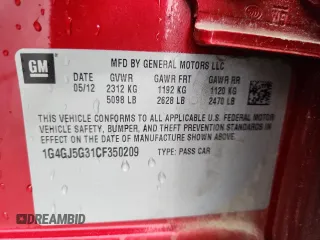 GM
MFD BY GENERAL MOTORS LLC
DATE GVWR GAWR FRT GAWR RR
05/12 2312 KG 1192 KG 1120 KG
5098 LB 2628 LB 2470 LB
THIS VEHICLE CONFORMS TO ALL APPLICABLE U.S. FEDERAL MOTOR
VEHICLE SAFETY, BUMPER, AND THEFT PREVENTION STANDARDS
IN EFFECT ON THE DATE OF MANUFACTURE SHOWN ABOVE.
1G4GJ5G31CF350209 TYPE: PASS CAR
DREAMBID